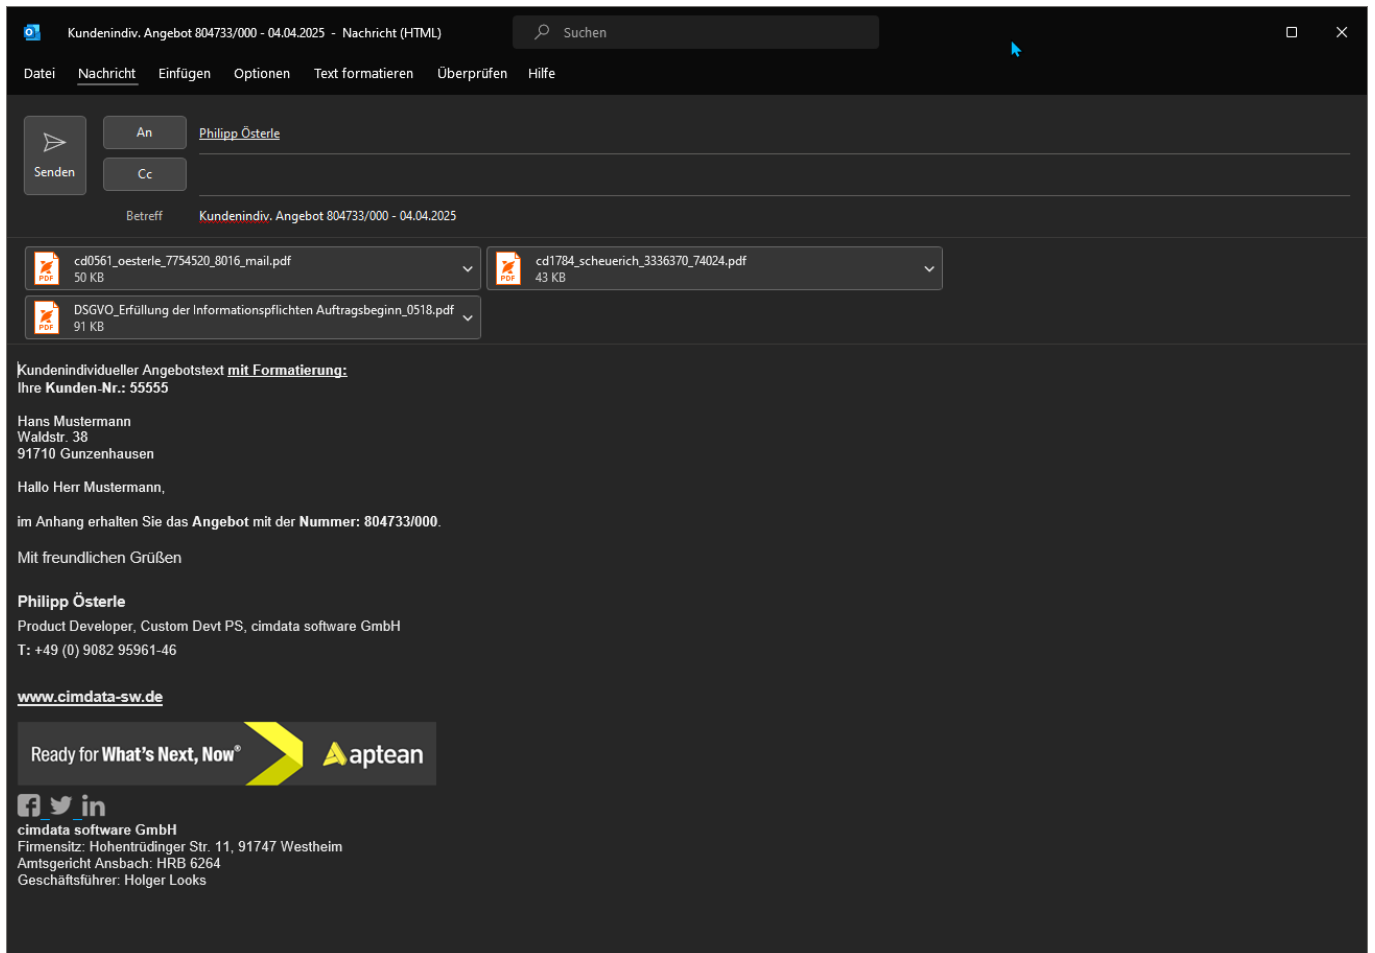 Kundenindiv. Angebot 804733/000 - 04.04.2025 - Nachricht (HTML)
Suchen
Datei Nachricht Einfügen Optionen Text formatieren Überprüfen Hilfe
Senden
An
Philipp Österle
Cc
Betreff
Kundenindiv. Angebot 804733/000 - 04.04.2025
PDF
cd0561_oesterle_7754520_8016_mail.pdf
50 KB
PDF
cd1784_scheuerich_3336370_74024.pdf
43 KB
PDF
DSGVO_Erfüllung der Informationspflichten Auftragsbeginn_0518.pdf
91 KB
Kundenindividueller Angebotstext mit Formatierung:
Ihre Kunden-Nr.: 55555
Hans Mustermann
Waldstr. 38
91710 Gunzenhausen
Hallo Herr Mustermann,
im Anhang erhalten Sie das Angebot mit der Nummer: 804733/000.
Mit freundlichen Grüßen
Philipp Österle
Product Developer, Custom Devt PS, cimdata software GmbH
T: +49 (0) 9082 95961-46
www.cimdata-sw.de
Ready for What's Next, Now®
aptean
cimdata software GmbH
Firmensitz: Hohentrüdinger Str. 11, 91747 Westheim
Amtsgericht Ansbach: HRB 6264
Geschäftsführer: Holger Looks